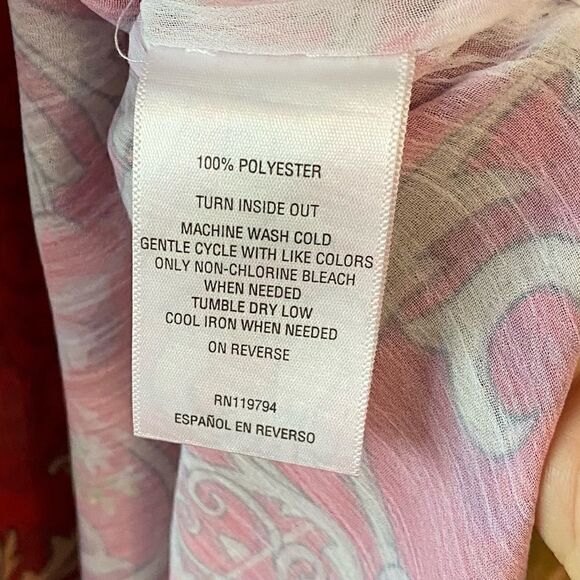 100% POLYESTER
TURN INSIDE OUT
MACHINE WASH COLD
GENTLE CYCLE WITH LIKE COLORS
ONLY NON-CHLORINE BLEACH
WHEN NEEDED
TUMBLE DRY LOW
COOL IRON WHEN NEEDED
ON REVERSE
RN119794
ESPAÑOL EN REVERSO